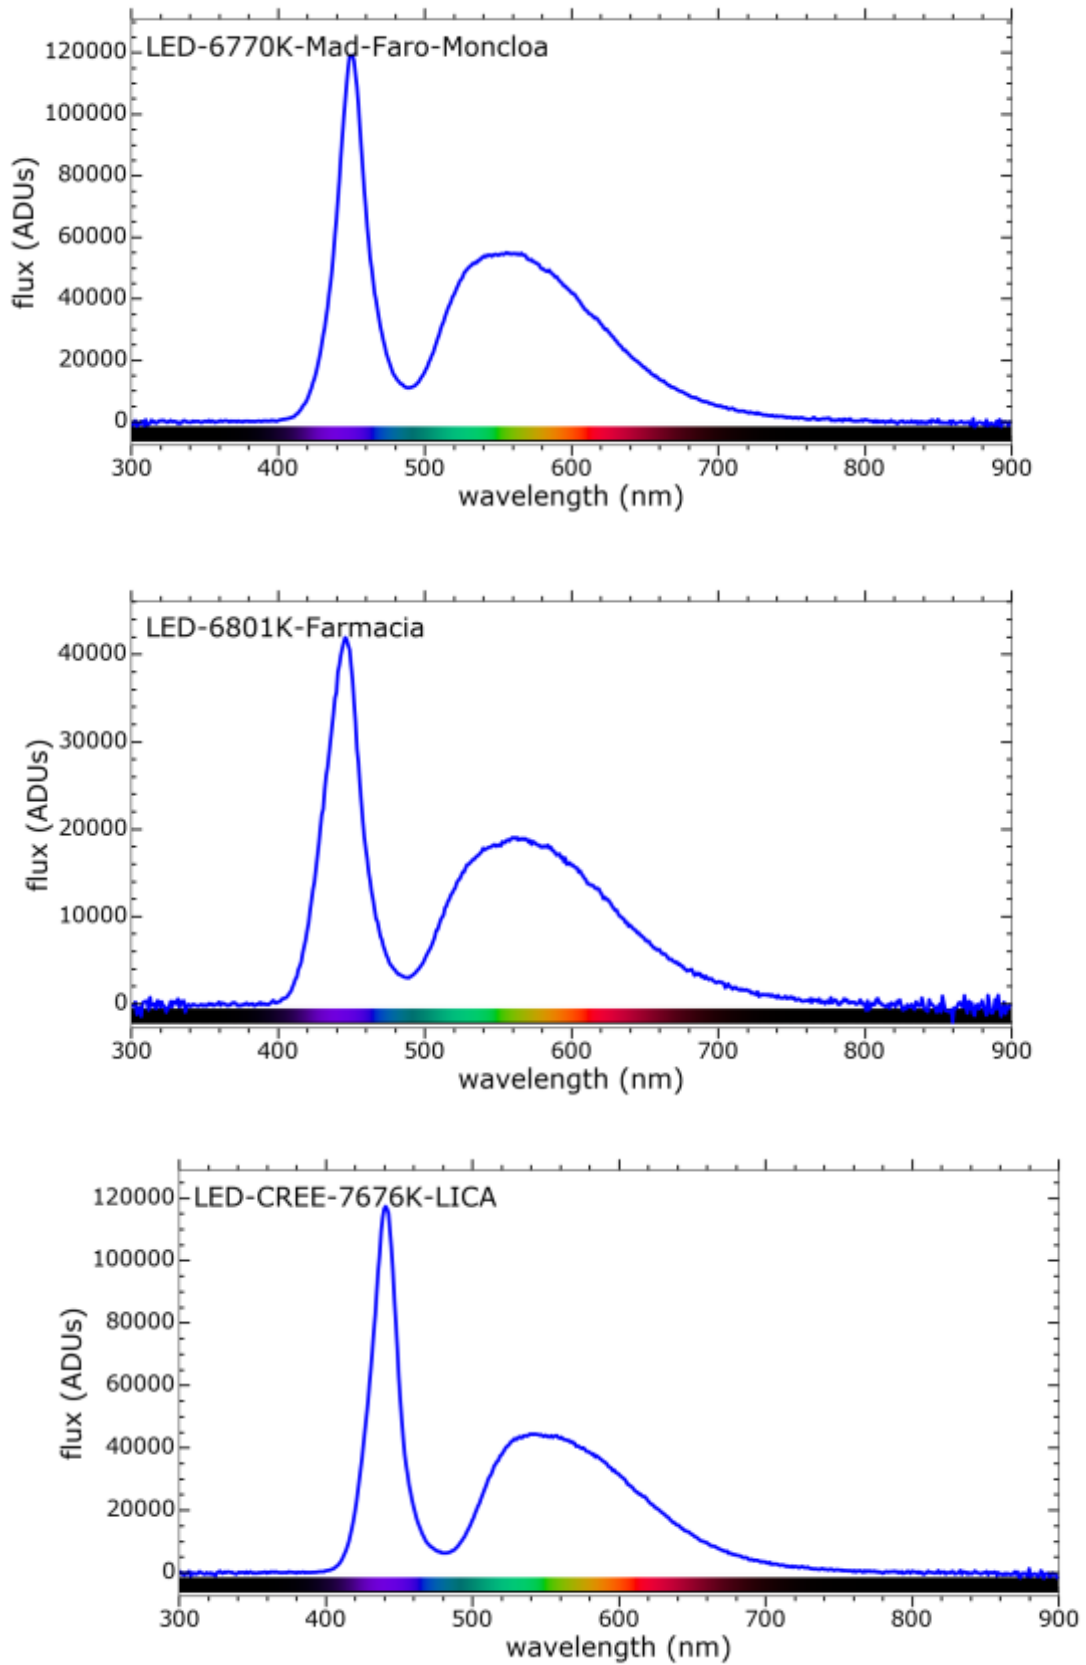 LED-6770K-Mad-Faro-Moncloa
120000
100000
80000
60000
40000
20000
0
flux (ADUs)
300 400 500 600 700 800 900
wavelength (nm)
LED-6801K-Farmacia
40000
30000
20000
10000
0
flux (ADUs)
300 400 500 600 700 800 900
wavelength (nm)
LED-CREE-7676K-LICA
120000
100000
80000
60000
40000
20000
0
flux (ADUs)
300 400 500 600 700 800 900
wavelength (nm)